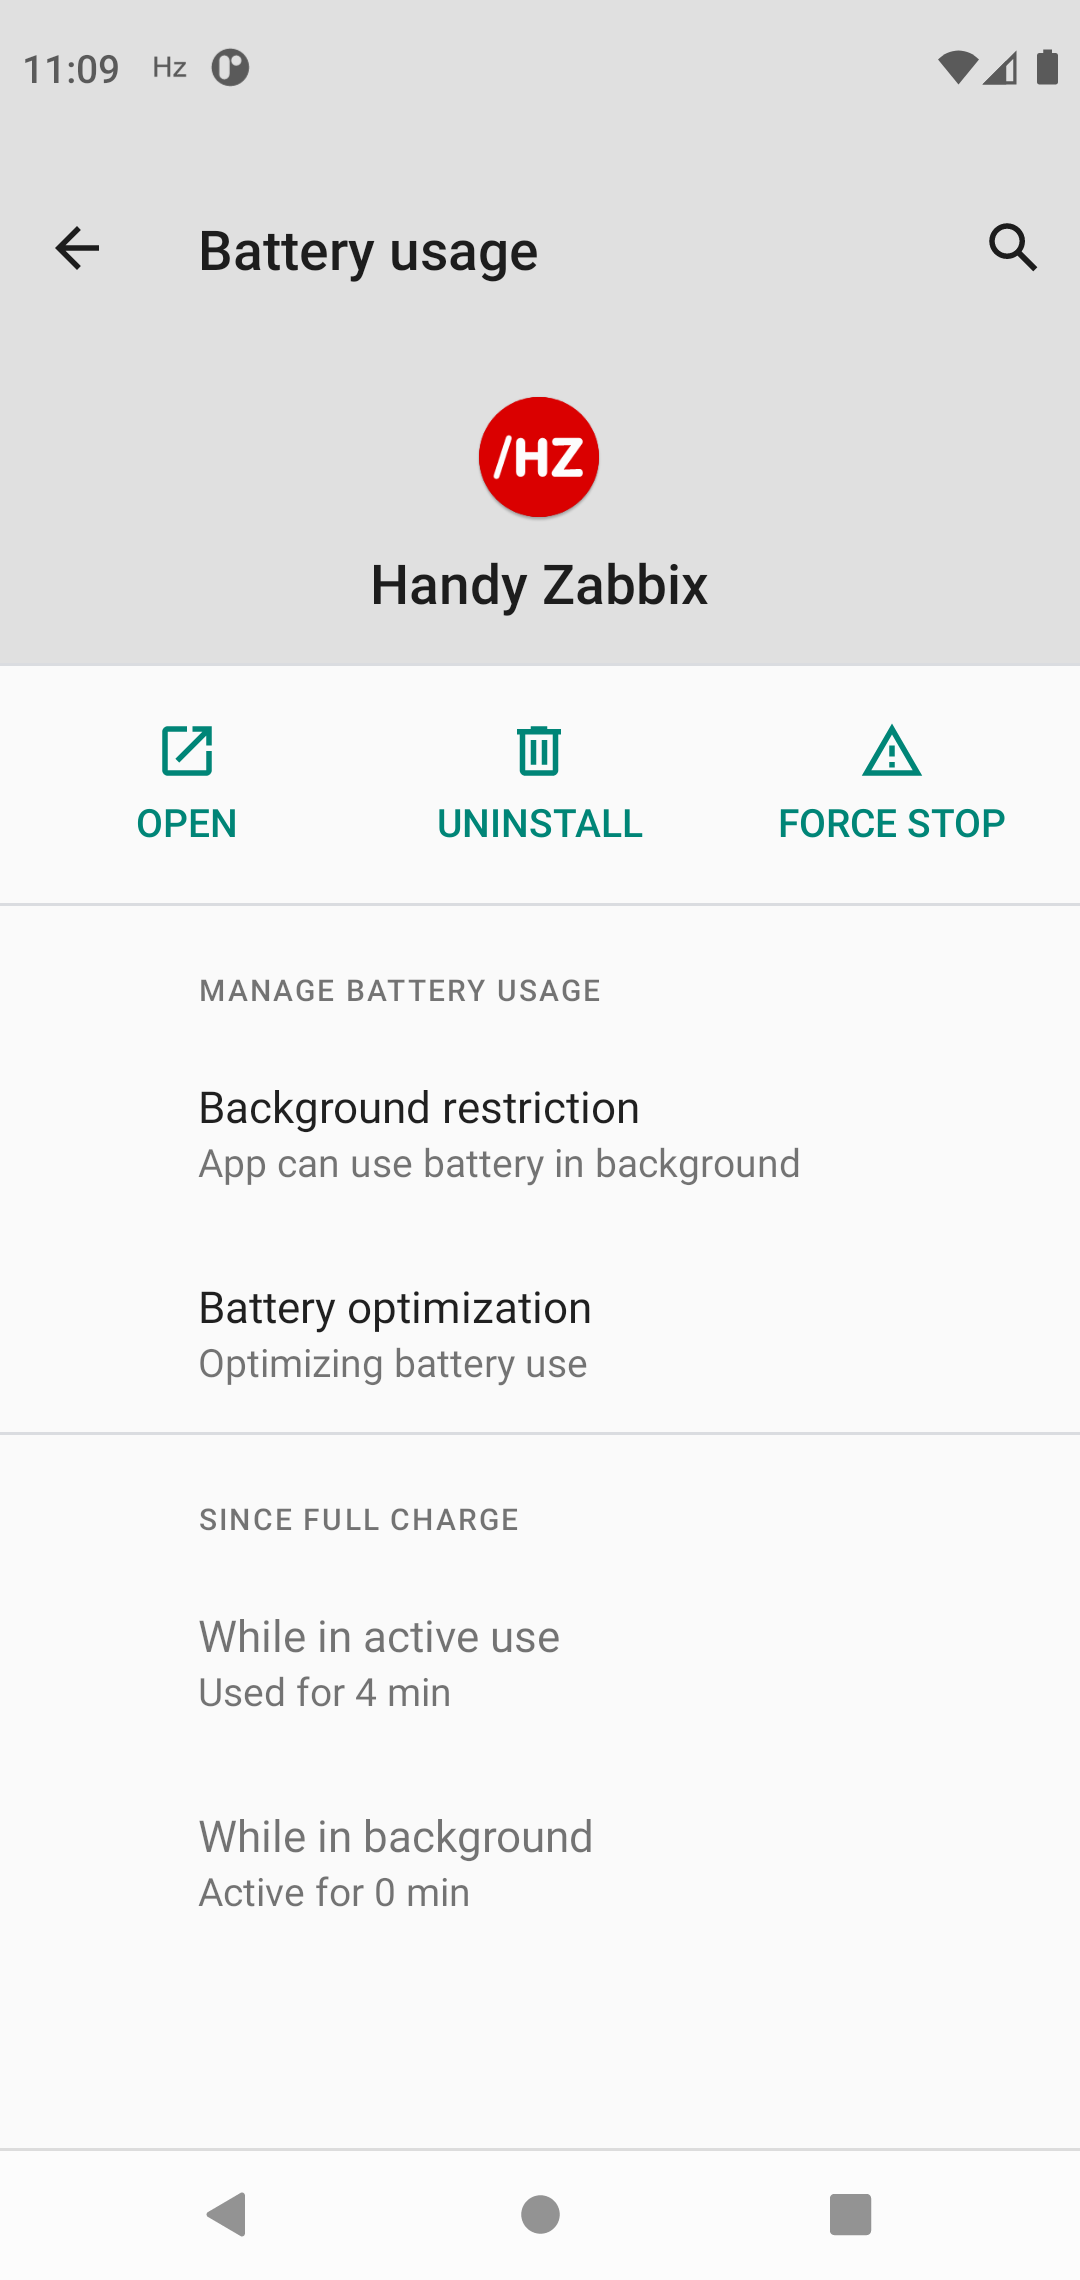 11:09 Hz
Battery usage
/HZ
Handy Zabbix
OPEN UNINSTALL FORCE STOP
MANAGE BATTERY USAGE
Background restriction
App can use battery in background
Battery optimization
Optimizing battery use
SINCE FULL CHARGE
While in active use
Used for 4 min
While in background
Active for 0 min